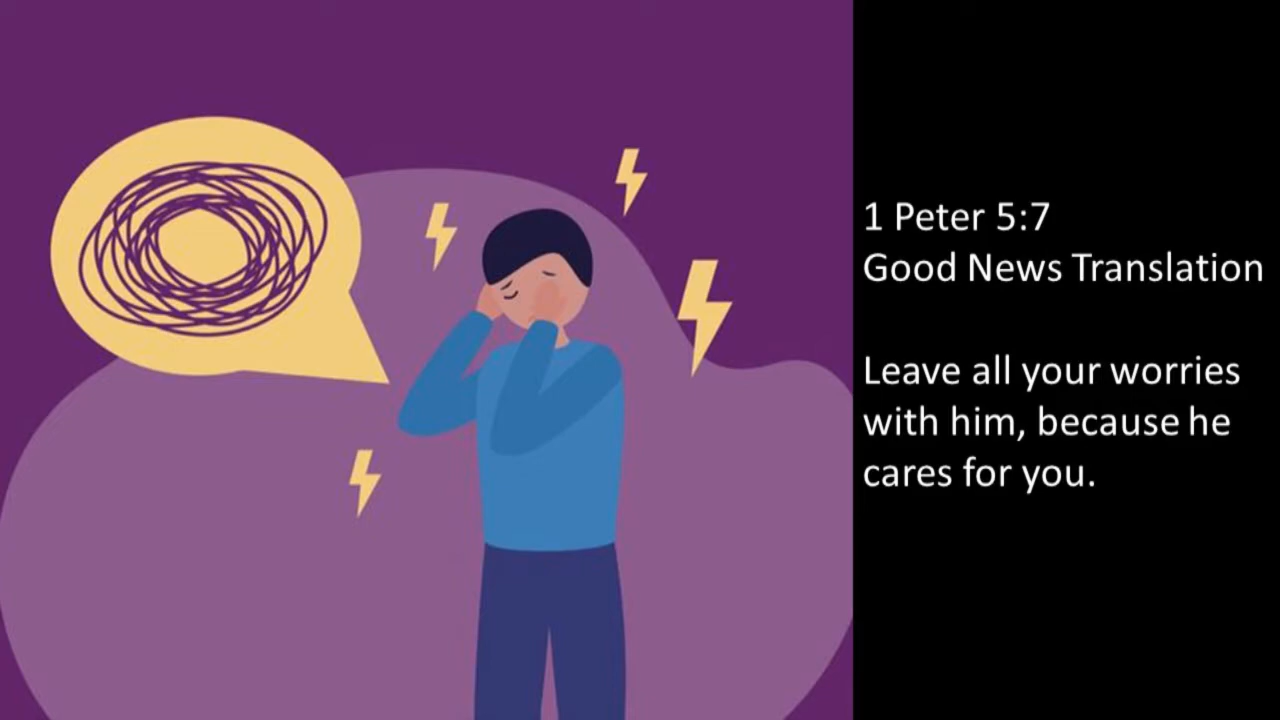 1 Peter 5:7
Good News Translation
Leave all your worries
with him, because he
cares for you.